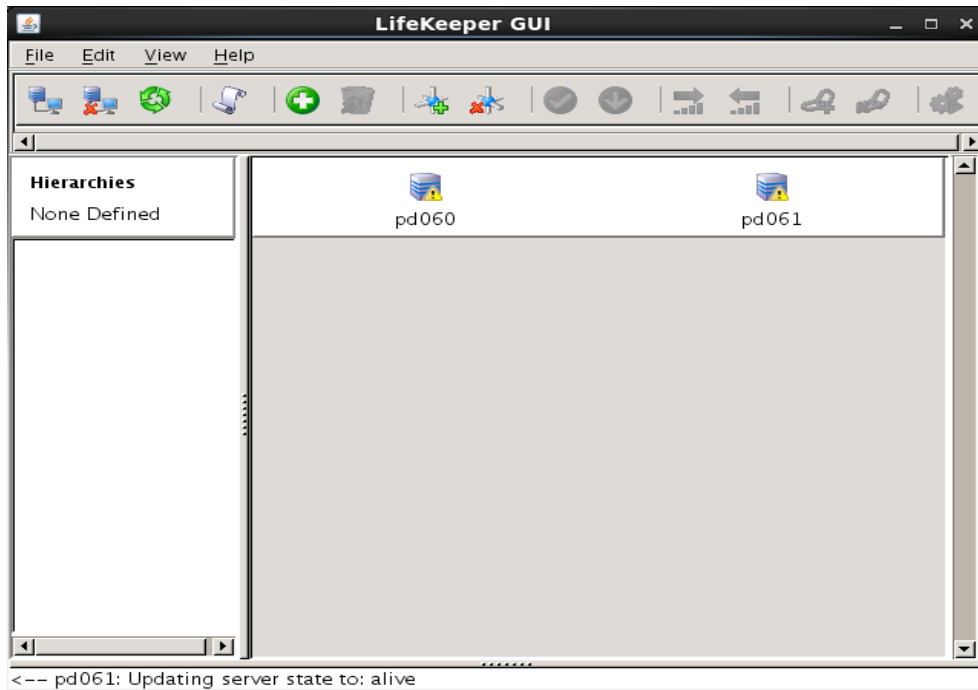 LifeKeeper GUI
File Edit View Help
Hierarchies
None Defined
pd060
pd061
<-- pd061: Updating server state to: alive